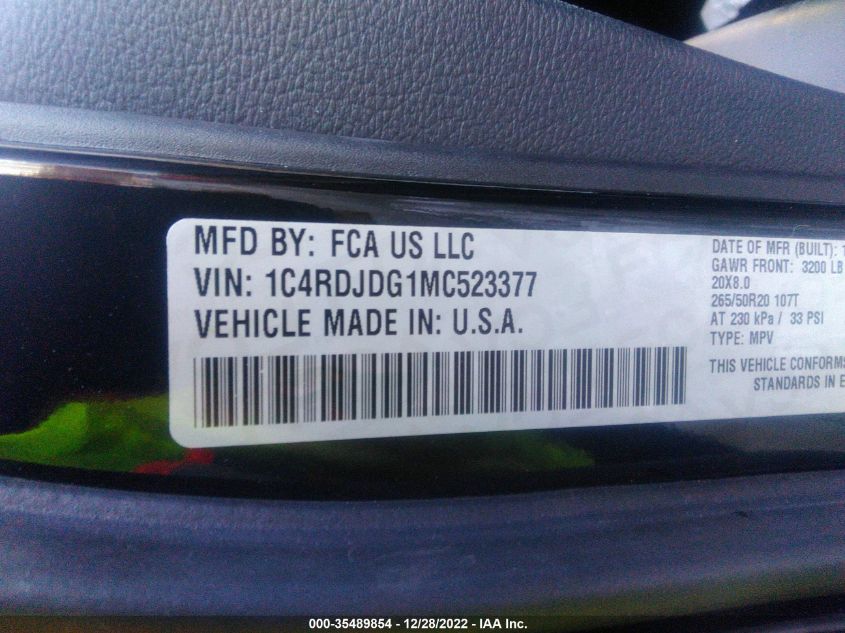 MFD BY: FCA US LLC
VIN: 1C4RDJDG1MC523377
VEHICLE MADE IN: U.S.A.
DATE OF MFR (BUILT): 1
GAWR FRONT: 3200 LB
20X8.0
265/50R20 107T
AT 230 kPa / 33 PSI
TYPE: MPV
THIS VEHICLE CONFORMS
STANDARDS IN E
000-35489854 - 12/28/2022 - IAA Inc.